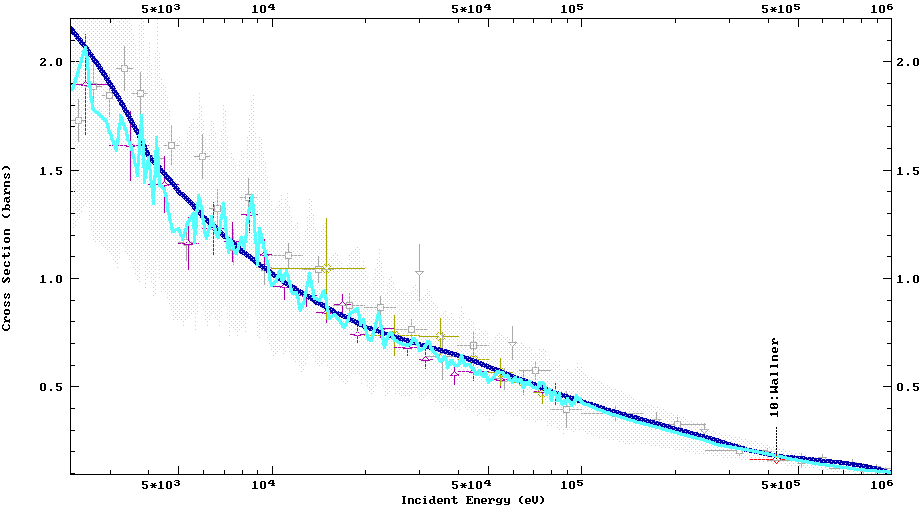 5*10³ 10⁴ 5*10⁴ 10⁵ 5*10⁵ 10⁶
2.0 2.0
1.5 1.5
1.0 1.0
0.5 0.5
Cross Section (barns)
10:Wallner
5*10³ 10⁴ 5*10⁴ 10⁵ 5*10⁵ 10⁶
Incident Energy (eV)